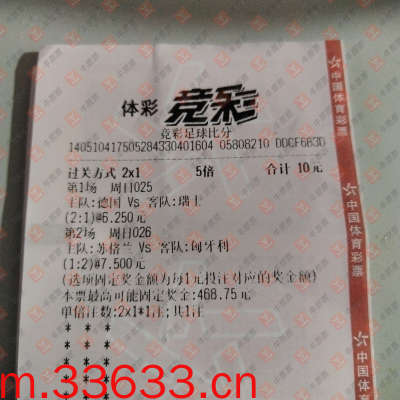 体彩 竞彩
竞彩足球比分
140510417505284330401604 05808210 DDCF6B3D
过关方式 2x1 5倍 合计 10元
第1场 周日025
主队:德国 Vs 客队:瑞士
(2:1)@6.250元
第2场 周日026
主队:苏格兰 Vs 客队:匈牙利
(1:2)@7.500元
(选项固定奖金额为每1元投注对应的奖金额)
本票最高可能固定奖金:468.75元
单倍注数:2x1*1注;共1注
* * *
* * *
* * *
* * *
m.33633.cn
中国体育彩票
中国体育彩票
中国体育彩票